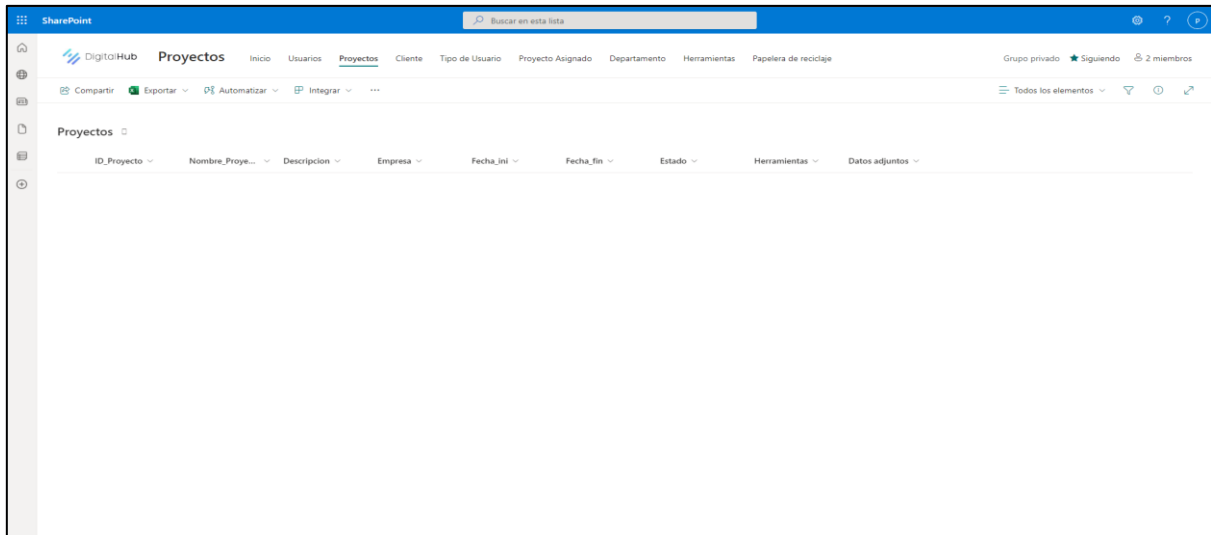 SharePoint Buscar en esta lista ? P
DigitalHub Proyectos Inicio Usuarios Proyectos Cliente Tipo de Usuario Proyecto Asignado Departamento Herramientas Papelera de reciclaje Grupo privado Siguiendo 2 miembros
Compartir Exportar Automatizar Integrar ... Todos los elementos
Proyectos
ID_Proyecto Nombre_Proye... Descripcion Empresa Fecha_ini Fecha_fin Estado Herramientas Datos adjuntos